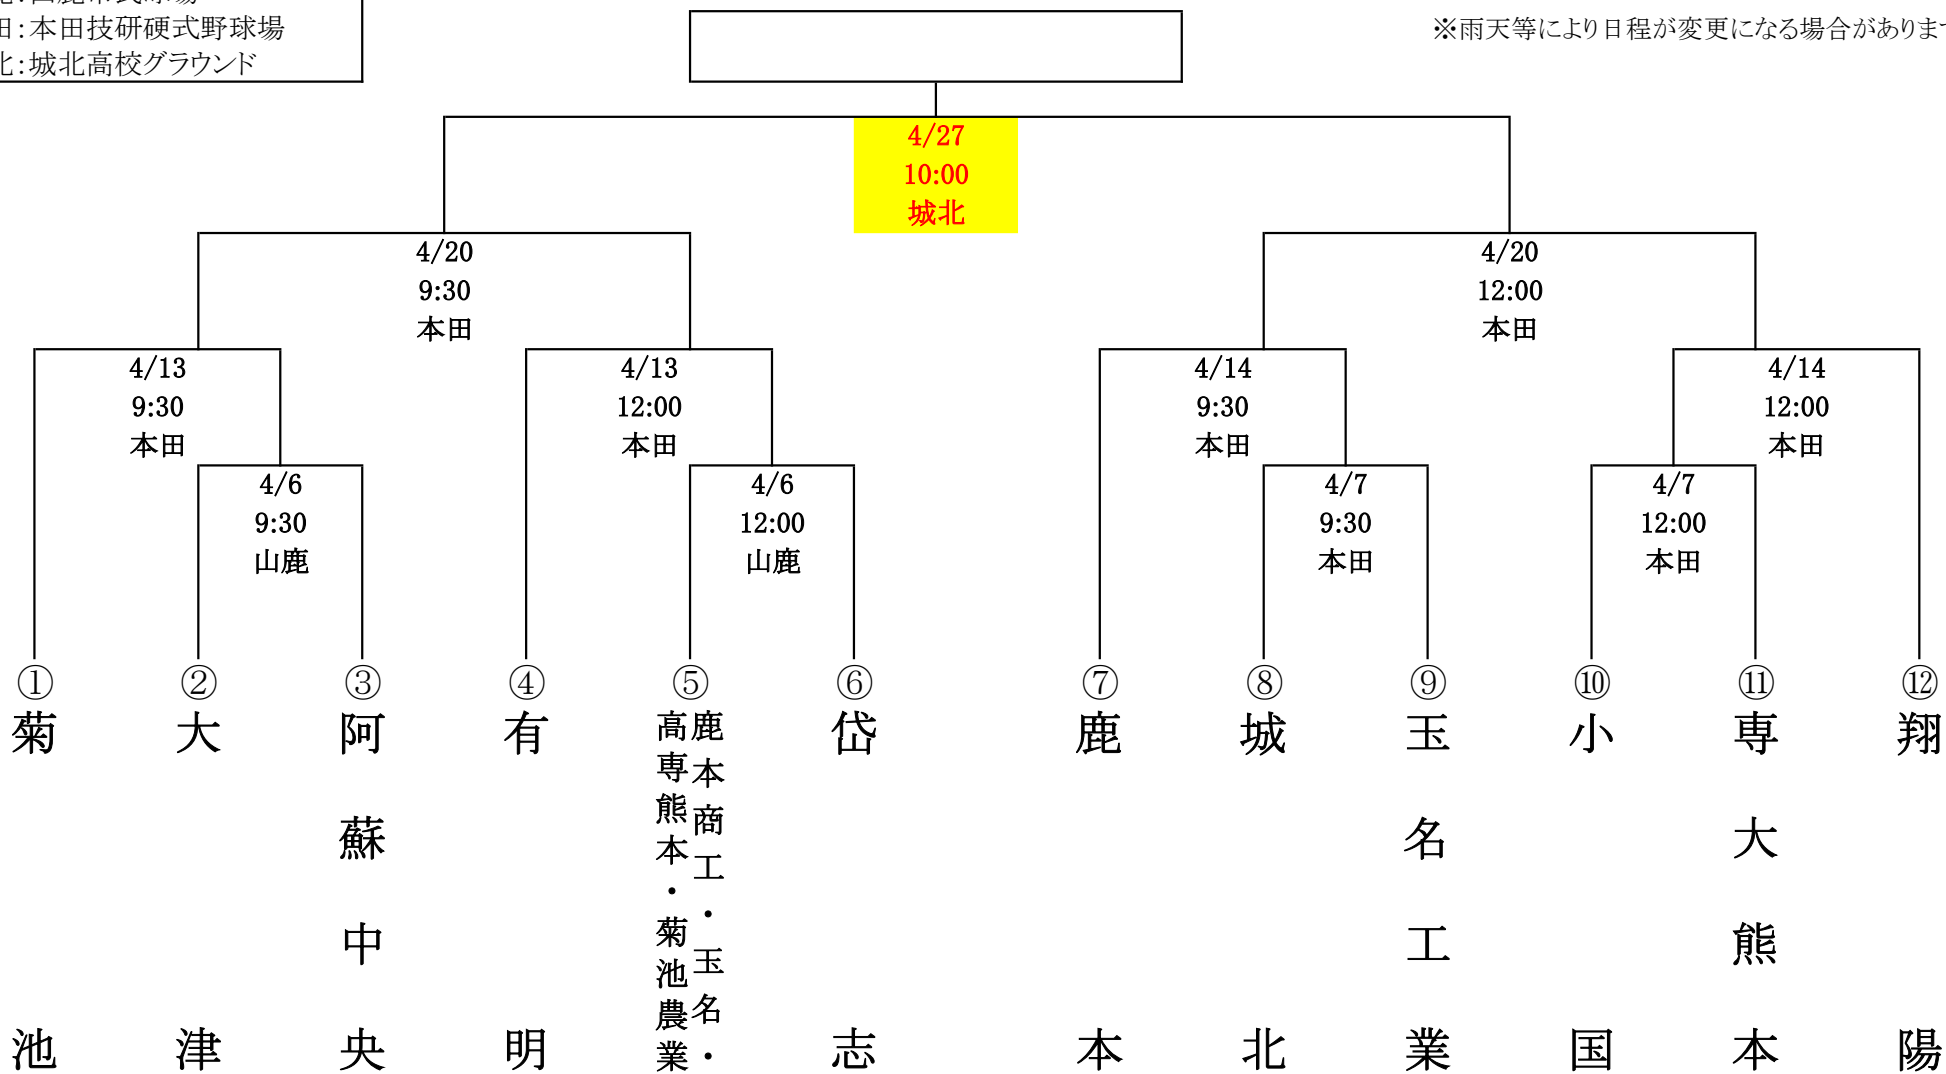 田：本田技研硬式野球場
北：城北高校グラウンド
※雨天等により日程が変更になる場合がありま
4/27
10:00
城北
4/20
9:30
本田
4/20
12:00
本田
4/13
9:30
本田
4/13
12:00
本田
4/14
9:30
本田
4/14
12:00
本田
4/6
9:30
山鹿
4/6
12:00
山鹿
4/7
9:30
本田
4/7
12:00
本田
①
菊池
②
大津
③
阿蘇中央
④
有明
⑤
鹿本商工・玉名・
高専熊本・菊池農業
⑥
岱志
⑦
鹿本
⑧
城北
⑨
玉名工業
⑩
小国
⑪
専大熊本
⑫
翔陽